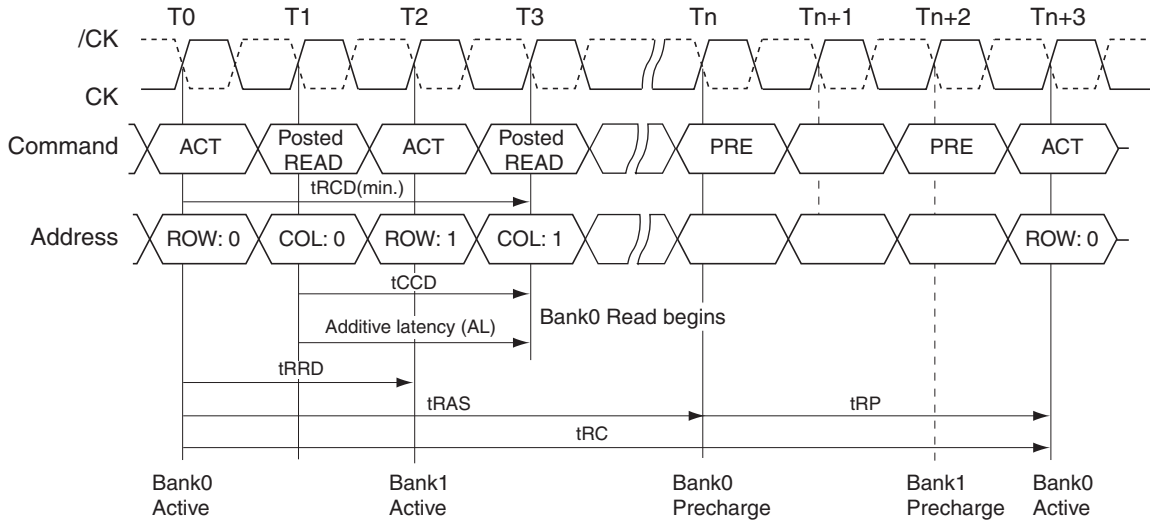 T0 T1 T2 T3 Tn Tn+1 Tn+2 Tn+3
/CK
CK
Command
ACT
Posted
READ
ACT
Posted
READ
PRE
PRE
ACT
tRCD(min.)
Address
ROW: 0
COL: 0
ROW: 1
COL: 1
ROW: 0
tCCD
Bank0 Read begins
Additive latency (AL)
tRRD
tRAS
tRP
tRC
Bank0
Active
Bank1
Active
Bank0
Precharge
Bank1
Precharge
Bank0
Active